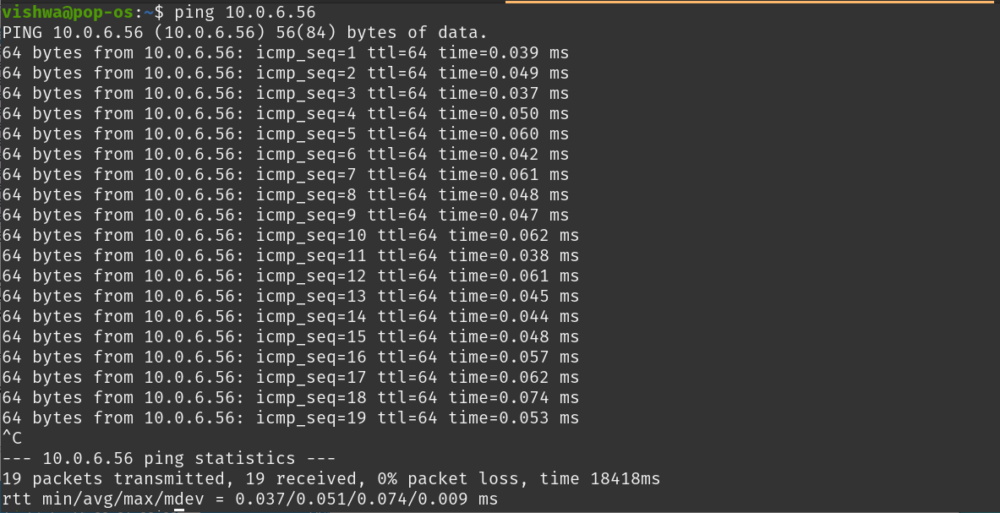 vishwa@pop-os:~$ ping 10.0.6.56
PING 10.0.6.56 (10.0.6.56) 56(84) bytes of data.
64 bytes from 10.0.6.56: icmp_seq=1 ttl=64 time=0.039 ms
64 bytes from 10.0.6.56: icmp_seq=2 ttl=64 time=0.049 ms
64 bytes from 10.0.6.56: icmp_seq=3 ttl=64 time=0.037 ms
64 bytes from 10.0.6.56: icmp_seq=4 ttl=64 time=0.050 ms
64 bytes from 10.0.6.56: icmp_seq=5 ttl=64 time=0.060 ms
64 bytes from 10.0.6.56: icmp_seq=6 ttl=64 time=0.042 ms
64 bytes from 10.0.6.56: icmp_seq=7 ttl=64 time=0.061 ms
64 bytes from 10.0.6.56: icmp_seq=8 ttl=64 time=0.048 ms
64 bytes from 10.0.6.56: icmp_seq=9 ttl=64 time=0.047 ms
64 bytes from 10.0.6.56: icmp_seq=10 ttl=64 time=0.062 ms
64 bytes from 10.0.6.56: icmp_seq=11 ttl=64 time=0.038 ms
64 bytes from 10.0.6.56: icmp_seq=12 ttl=64 time=0.061 ms
64 bytes from 10.0.6.56: icmp_seq=13 ttl=64 time=0.045 ms
64 bytes from 10.0.6.56: icmp_seq=14 ttl=64 time=0.044 ms
64 bytes from 10.0.6.56: icmp_seq=15 ttl=64 time=0.048 ms
64 bytes from 10.0.6.56: icmp_seq=16 ttl=64 time=0.057 ms
64 bytes from 10.0.6.56: icmp_seq=17 ttl=64 time=0.062 ms
64 bytes from 10.0.6.56: icmp_seq=18 ttl=64 time=0.074 ms
64 bytes from 10.0.6.56: icmp_seq=19 ttl=64 time=0.053 ms
^C
--- 10.0.6.56 ping statistics ---
19 packets transmitted, 19 received, 0% packet loss, time 18418ms
rtt min/avg/max/mdev = 0.037/0.051/0.074/0.009 ms